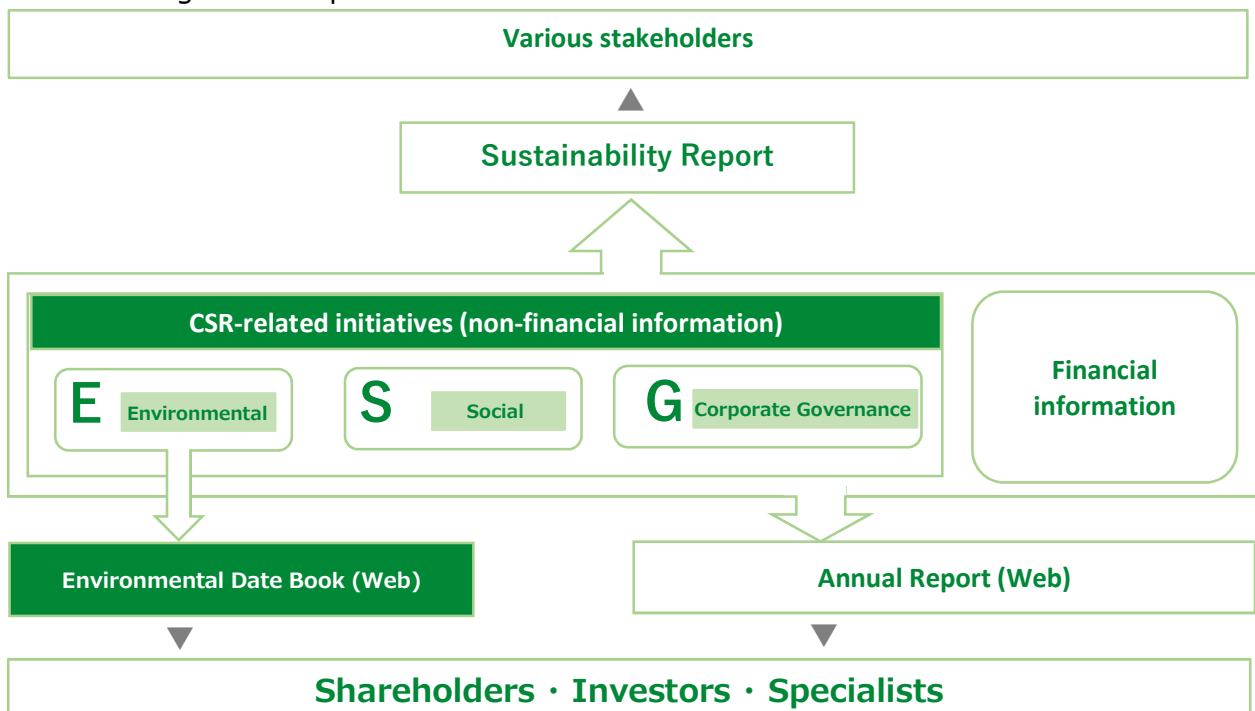 Various stakeholders
Sustainability Report
CSR-related initiatives (non-financial information)
E Environmental
S Social
G Corporate Governance
Financial
information
Environmental Date Book (Web)
Annual Report (Web)
Shareholders・Investors・Specialists